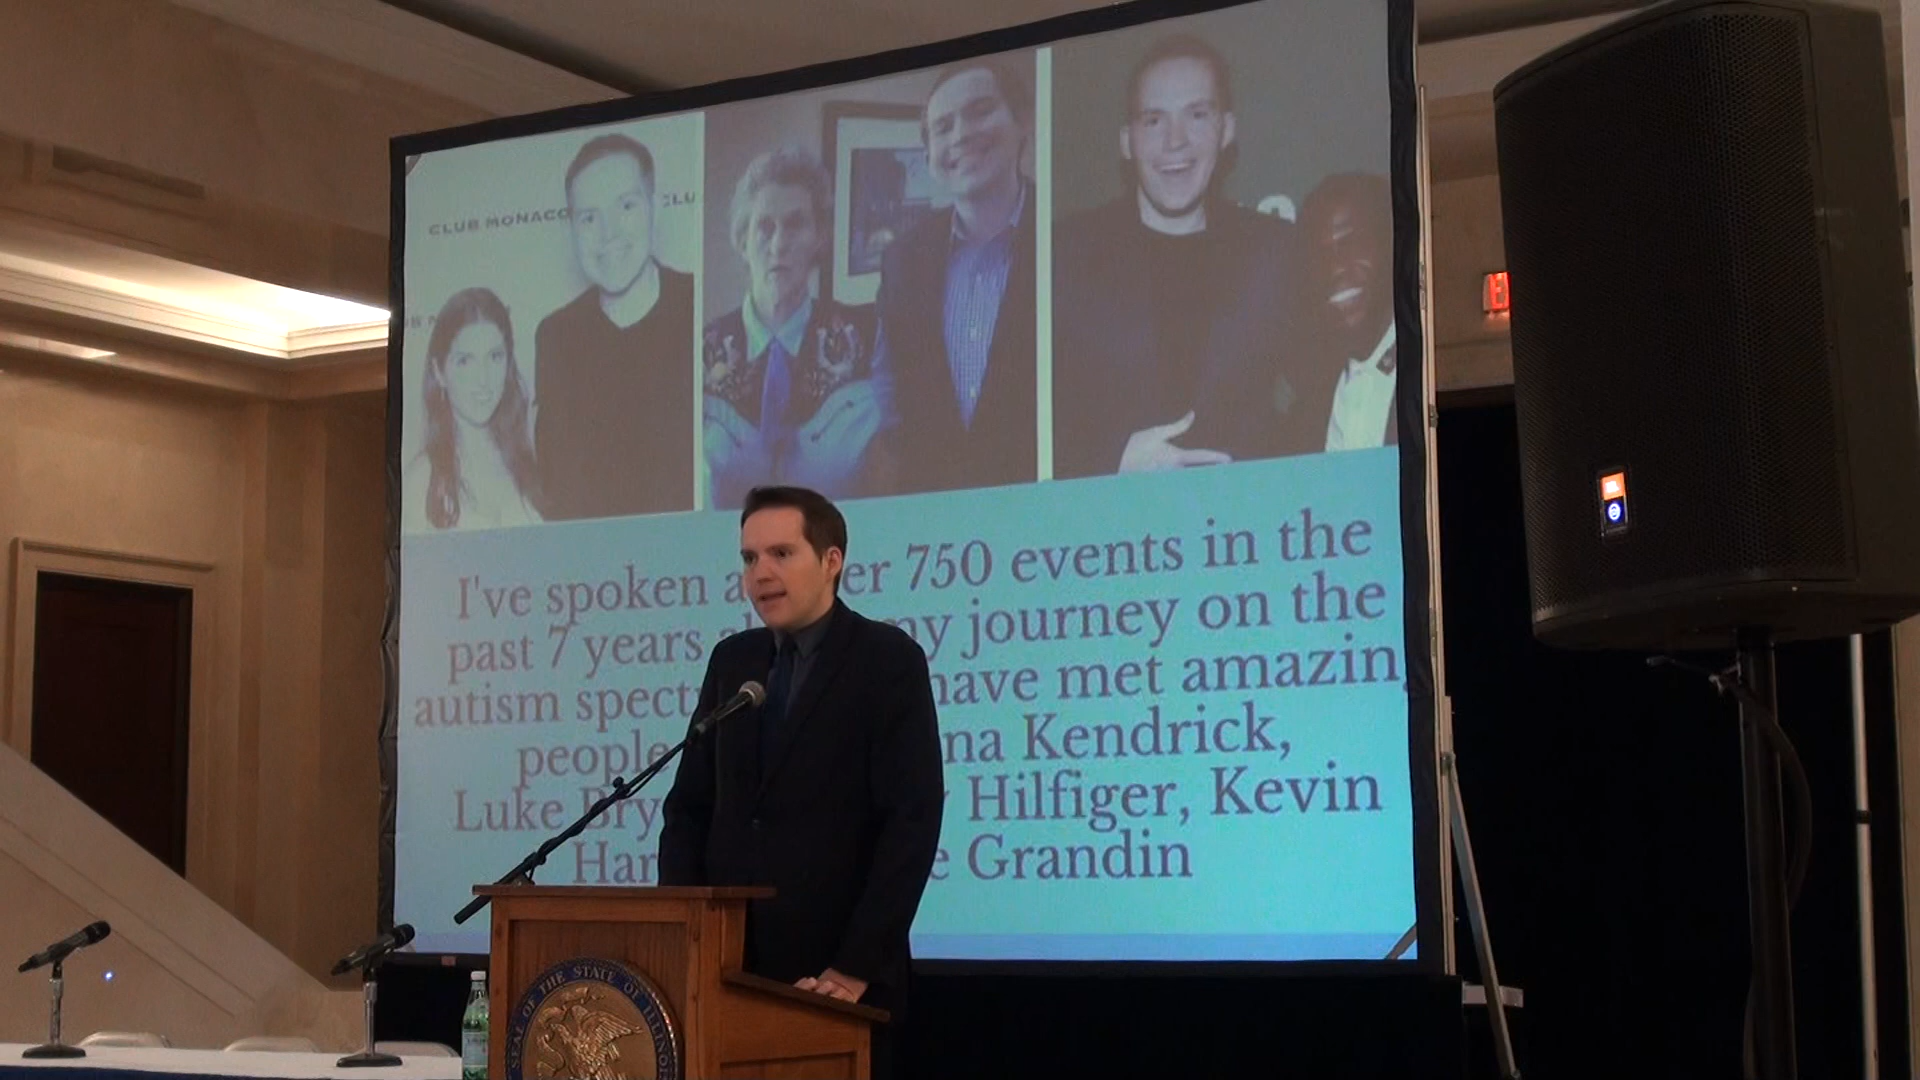 CLUB MONACO CLU
I've spoken a er 750 events in the
past 7 years my journey on the
autism spect have met amazin
people na Kendrick,
Luke Bry Hilfiger, Kevin
Har e Grandin
JBL
SEAL OF THE STATE OF ILLINOIS